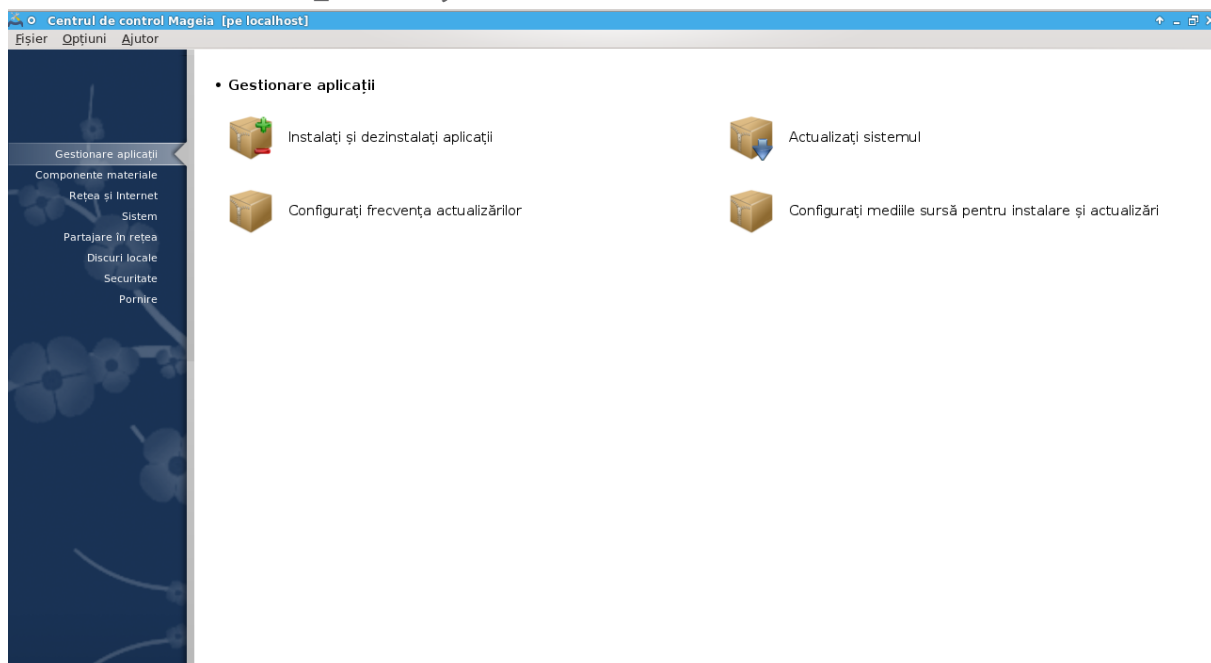 Centrul de control Mageia [pe localhost]
Fișier Opțiuni Ajutor
• Gestionare aplicații
Instalați și dezinstalați aplicații
Actualizați sistemul
Configurați frecvența actualizărilor
Configurați mediile sursă pentru instalare și actualizări
Gestionare aplicații
Componente materiale
Rețea și Internet
Sistem
Partajare în rețea
Discuri locale
Securitate
Pornire